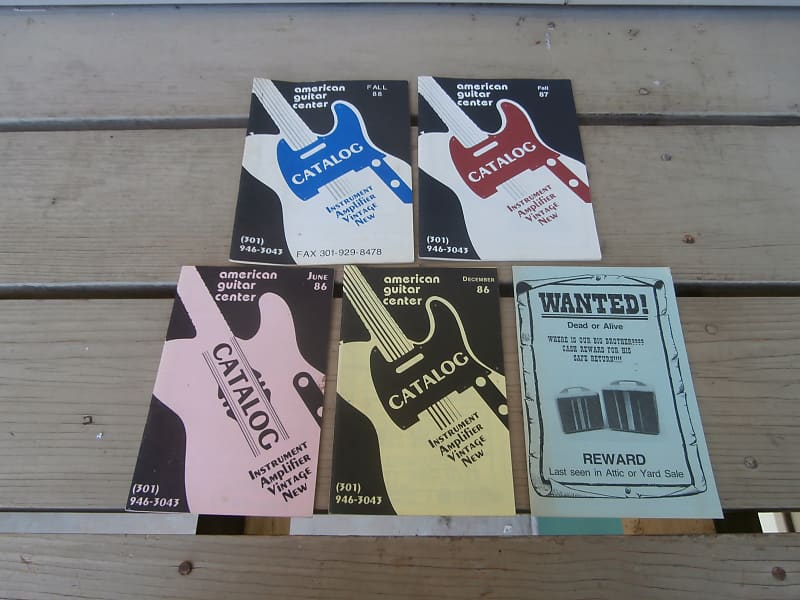 american
guitar
center
FALL
88
CATALOG
INSTRUMENT
AMPLIFIER
VINTAGE
NEW
(301)
946-3043
FAX 301-929-8478
american
guitar
center
Fall
87
CATALOG
INSTRUMENT
AMPLIFIER
VINTAGE
NEW
(301)
946-3043
american
guitar
center
JUNE
86
CATALOG
INSTRUMENT
AMPLIFIER
VINTAGE
NEW
(301)
946-3043
american
guitar
center
DECEMBER
86
CATALOG
INSTRUMENT
AMPLIFIER
VINTAGE
NEW
(301)
946-3043
WANTED!
Dead or Alive
WHERE IS OUR BIG BROTHER????
CASH REWARD FOR HIS
SAFE RETURN!!!!
REWARD
Last seen in Attic or Yard Sale